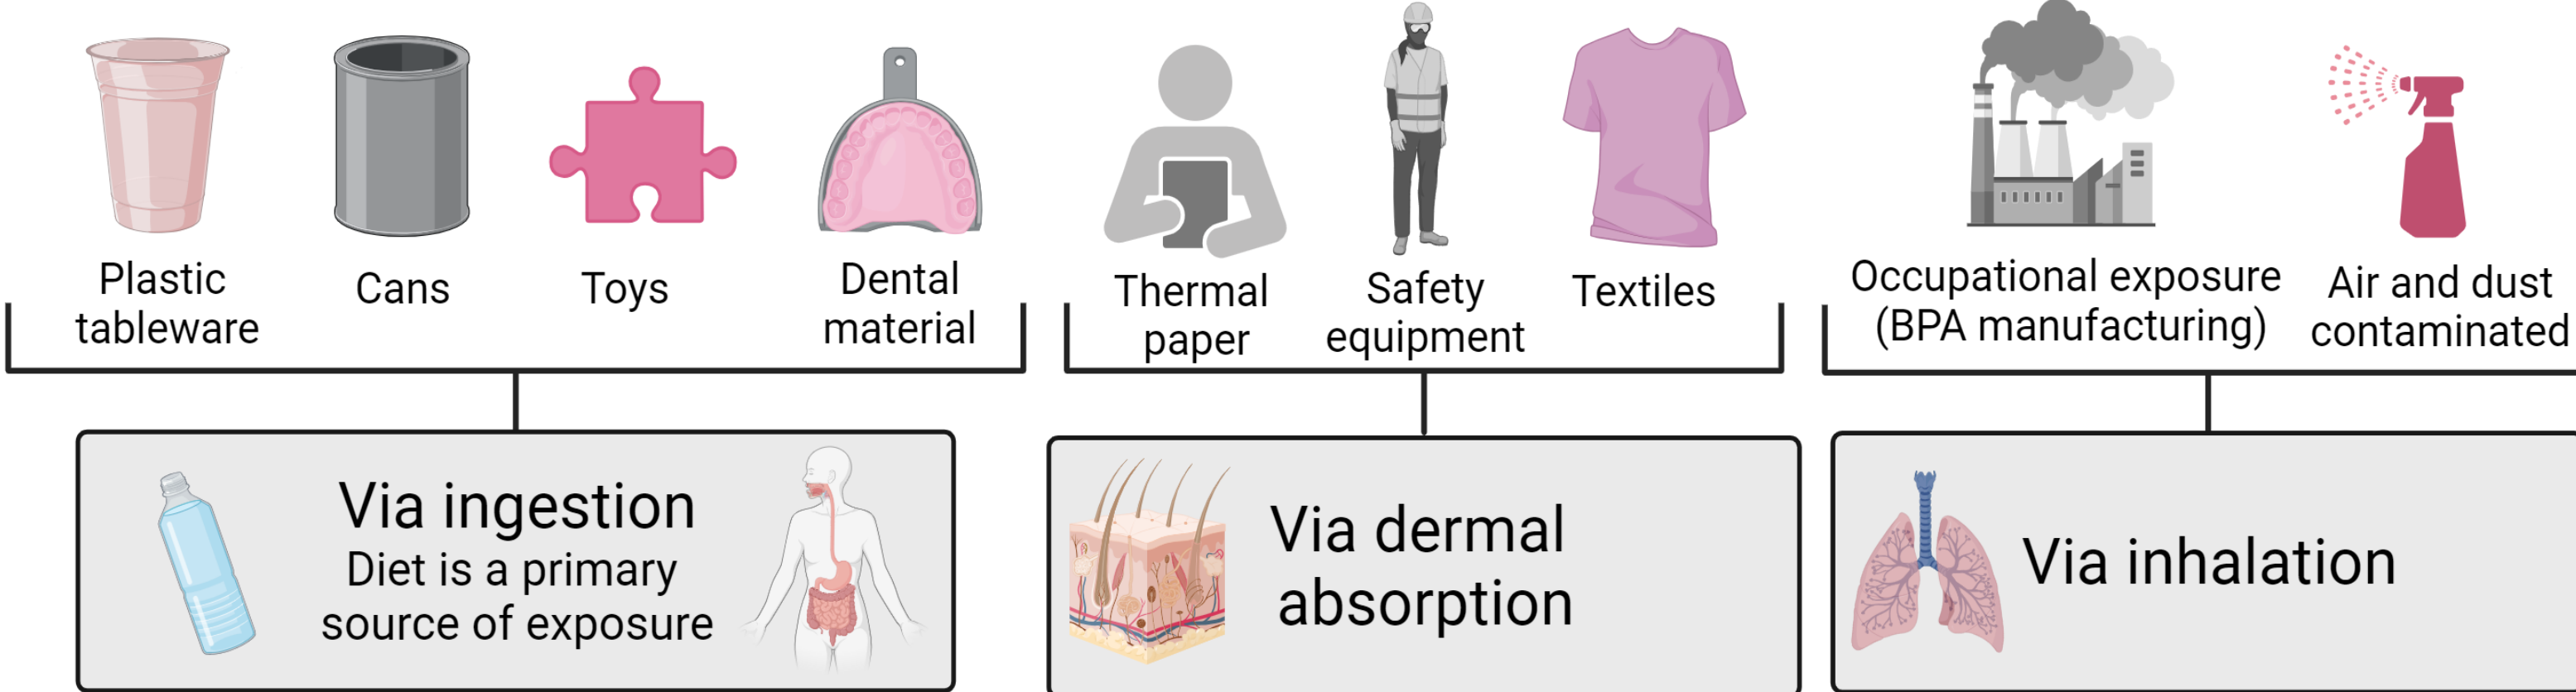 Plastic
tableware
Cans
Toys
Dental
material
Thermal
paper
Safety
equipment
Textiles
Occupational exposure
(BPA manufacturing)
Air and dust
contaminated
Via ingestion
Diet is a primary
source of exposure
Via dermal
absorption
Via inhalation